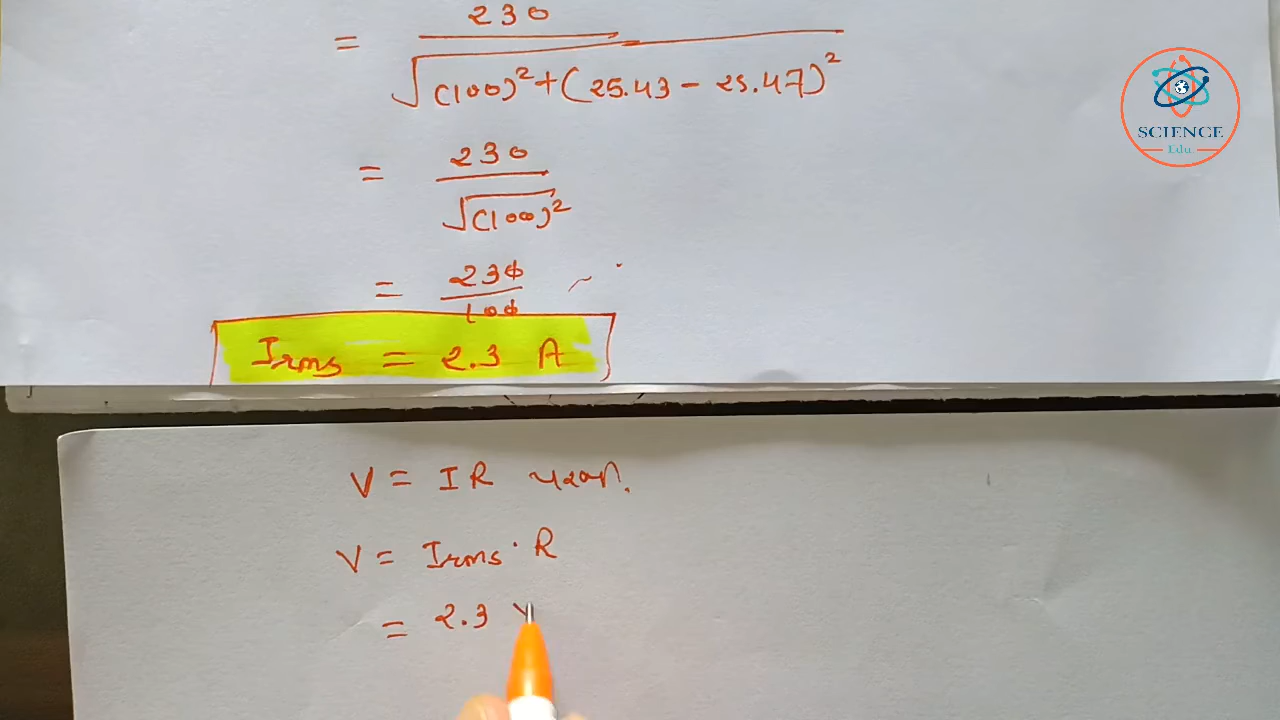 = 230 / √(100)² + (25.43 - 25.47)²
= 230 / √(100)²
= 230 / 100
Irms = 2.3 A
SCIENCE
Edu
V = IR પરથી.
V = Irms · R
= 2.3